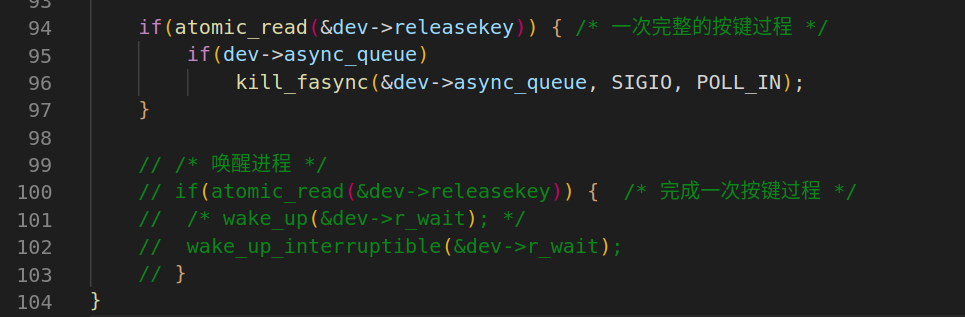 93
94     if(atomic_read(&dev->releasekey)) { /* 一次完整的按键过程 */
95         if(dev->async_queue)
96             kill_fasync(&dev->async_queue, SIGIO, POLL_IN);
97     }
98
99     // /* 唤醒进程 */
100     // if(atomic_read(&dev->releasekey)) {  /* 完成一次按键过程 */
101     //  /* wake_up(&dev->r_wait); */
102     //  wake_up_interruptible(&dev->r_wait);
103     // }
104 }